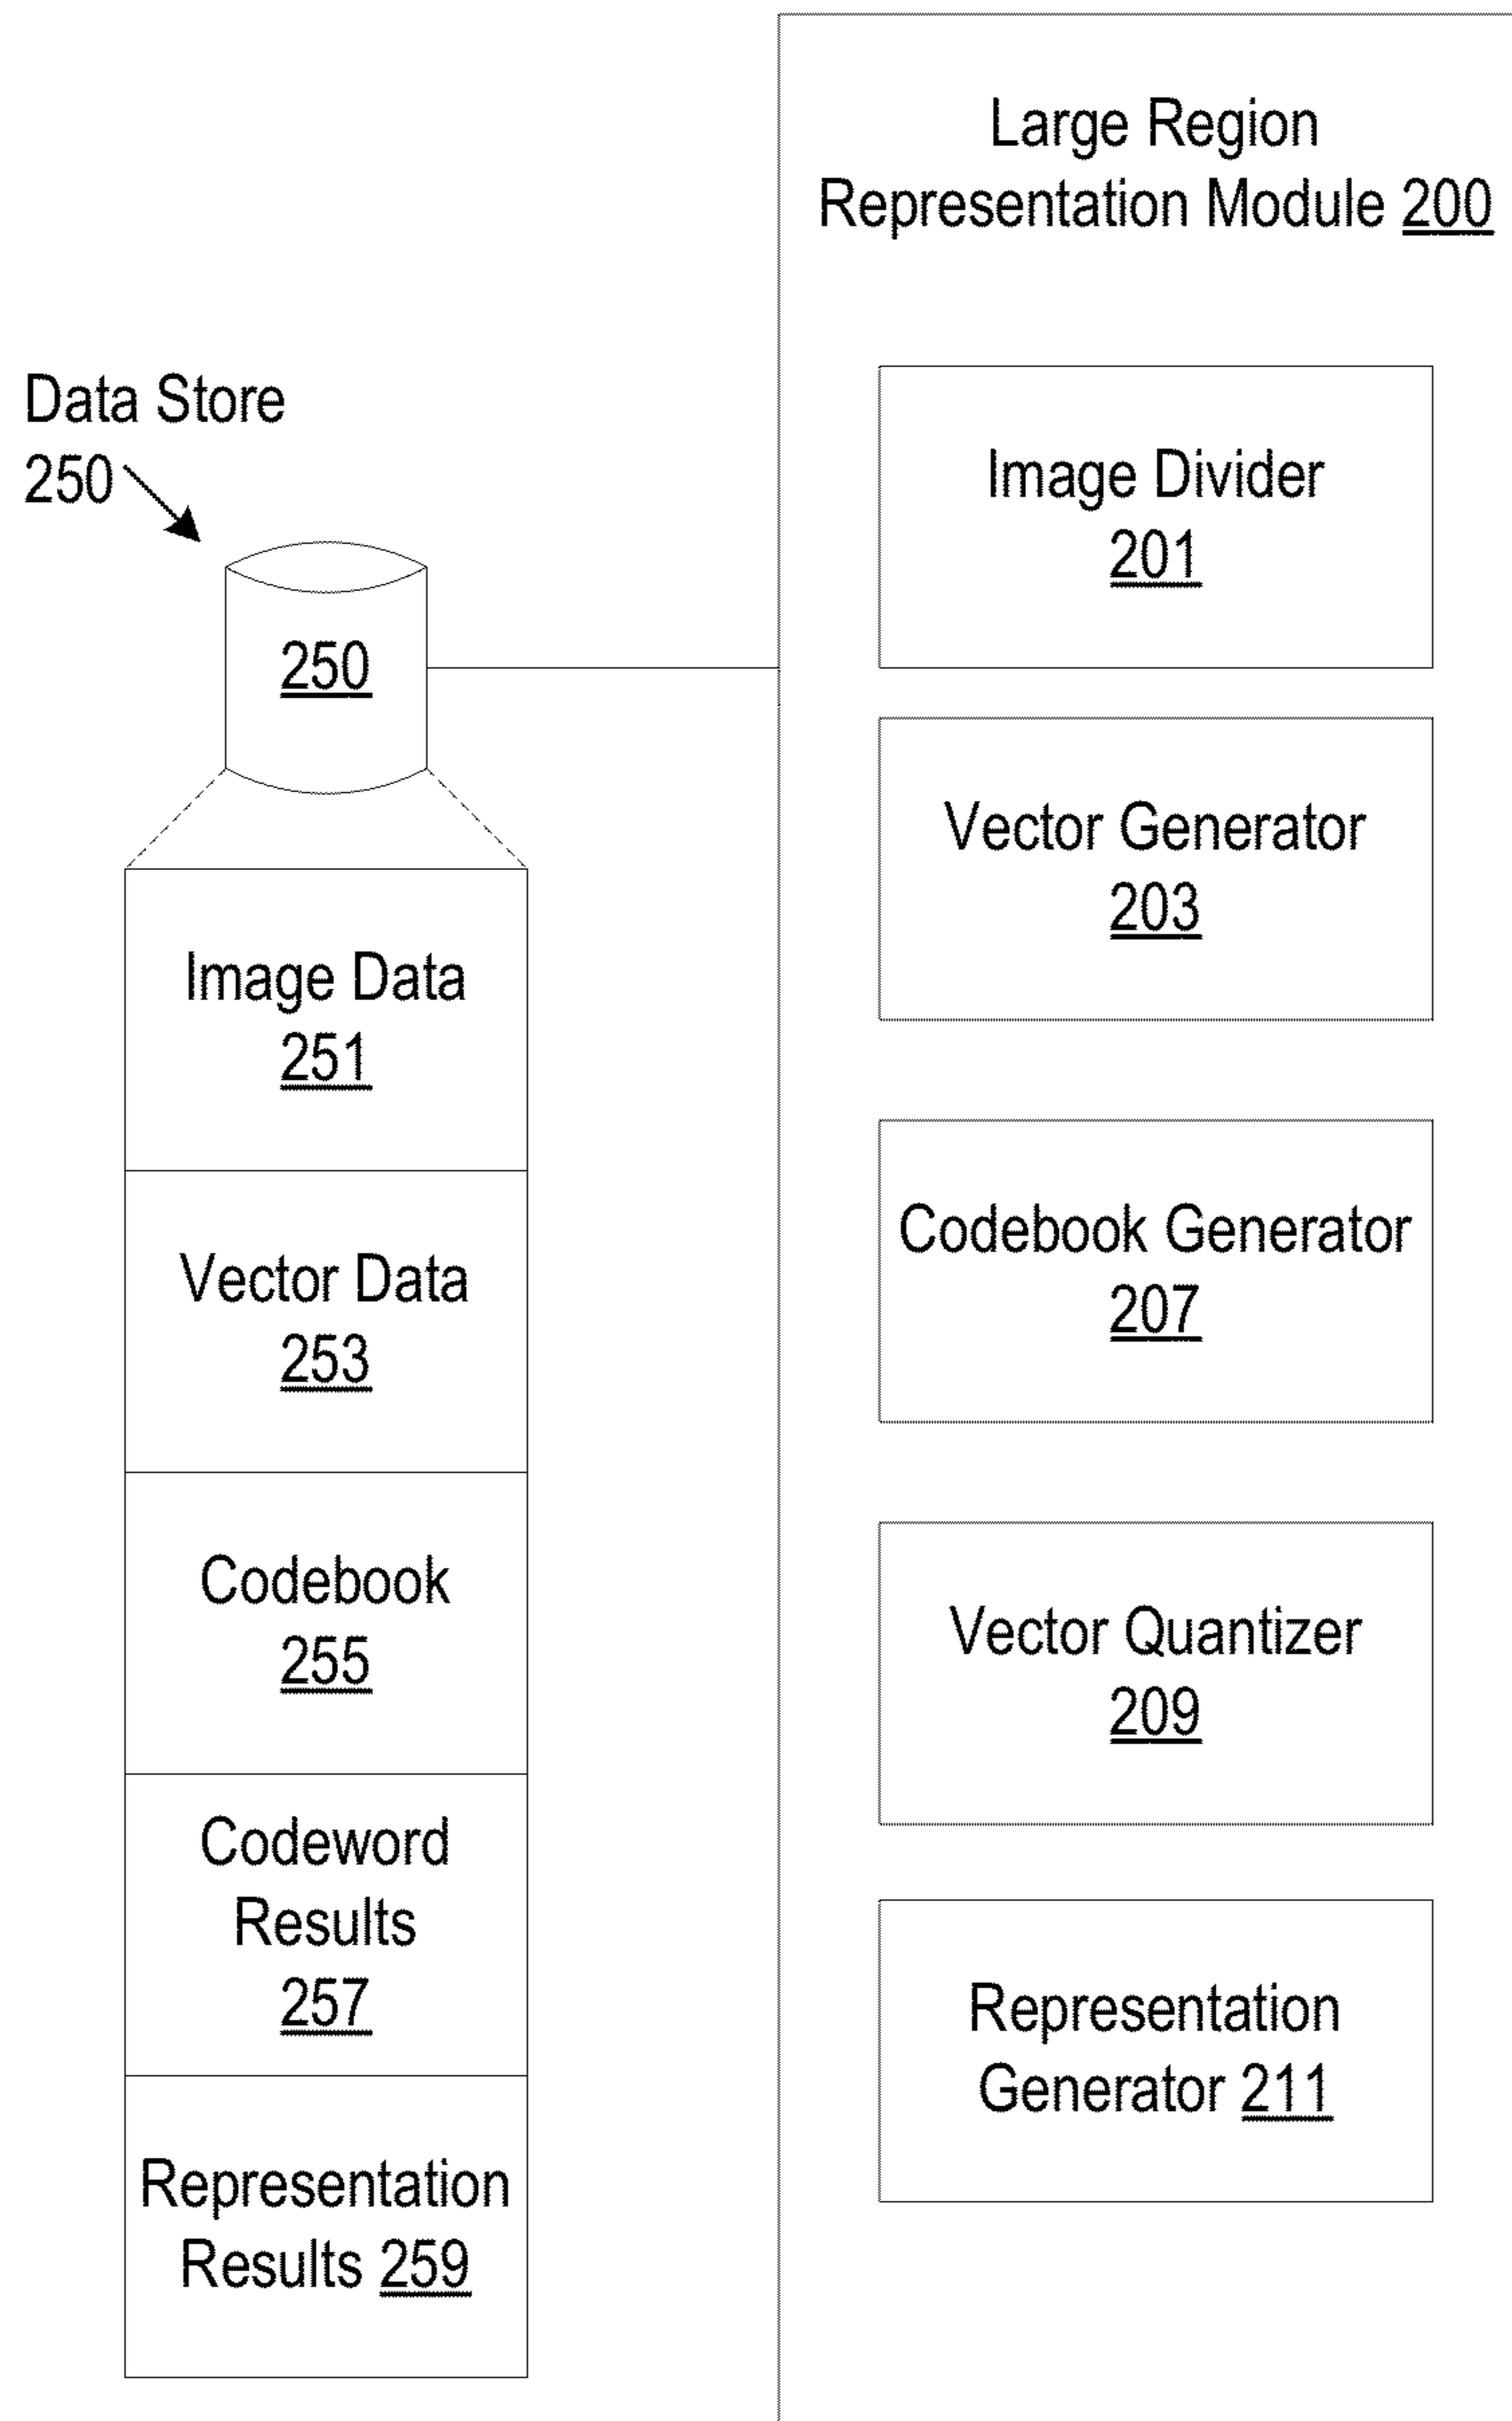 Large Region
Representation Module 200
Data Store
250
250
Image Data
251
Vector Data
253
Codebook
255
Codeword
Results
257
Representation
Results 259
Image Divider
201
Vector Generator
203
Codebook Generator
207
Vector Quantizer
209
Representation
Generator 211